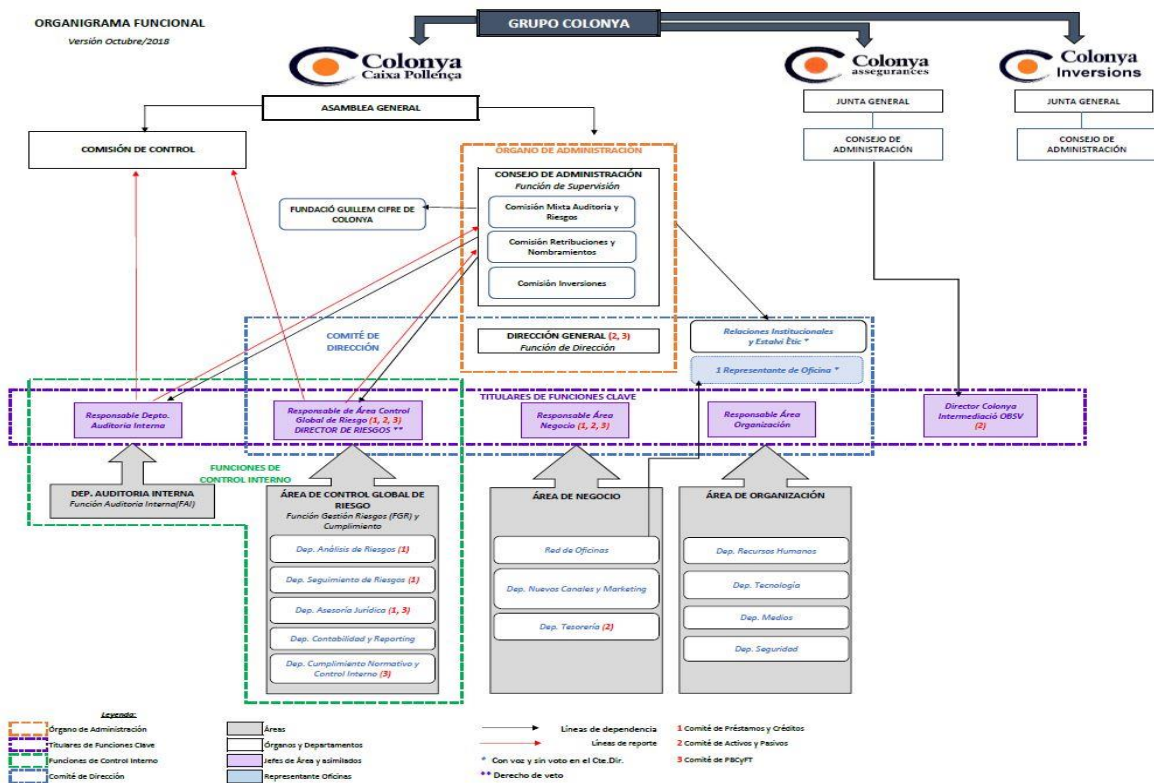 ORGANIGRAMA FUNCIONAL
Versión Octubre/2018
GRUPO COLONYA
Colonya
Caixa Pollença
Colonya
assegurances
Colonya
Inversions
ASAMBLEA GENERAL
JUNTA GENERAL
JUNTA GENERAL
COMISIÓN DE CONTROL
CONSEJO DE
ADMINISTRACIÓN
CONSEJO DE
ADMINISTRACIÓN
ÓRGANO DE ADMINISTRACIÓN
CONSEJO DE ADMINISTRACIÓN
Función de Supervisión
Comisión Mixta Auditoria y
Riesgos
Comisión Retribuciones y
Nombramientos
Comisión Inversiones
FUNDACIÓ GUILLEM CIFRE DE
COLONYA
COMITÉ DE
DIRECCIÓN
DIRECCIÓN GENERAL (2, 3)
Función de Dirección
Relaciones Institucionales
y Estalvi Ètic *
1 Representante de Oficina *
TITULARES DE FUNCIONES CLAVE
Responsable Depto.
Auditoria Interna
Responsable de Área Control
Global de Riesgo (1, 2, 3)
DIRECTOR DE RIESGOS **
Responsable Área
Negocio (1, 2, 3)
Responsable Área
Organización
Director Colonya
Intermediació OBSV
(2)
FUNCIONES DE
CONTROL INTERNO
DEP. AUDITORIA INTERNA
Función Auditoria Interna(FAI)
ÁREA DE CONTROL GLOBAL DE
RIESGO
Función Gestión Riesgos (FGR) y
Cumplimiento
Dep. Análisis de Riesgos (1)
Dep. Seguimiento de Riesgos (1)
Dep. Asesoría Jurídica (1, 3)
Dep. Contabilidad y Reporting
Dep. Cumplimiento Normativo y
Control Interno (3)
ÁREA DE NEGOCIO
Red de Oficinas
Dep. Nuevos Canales y Marketing
Dep. Tesorería (2)
ÁREA DE ORGANIZACIÓN
Dep. Recursos Humanos
Dep. Tecnología
Dep. Medios
Dep. Seguridad
Leyenda:
Órgano de Administración
Titulares de Funciones Clave
Funciones de Control Interno
Comité de Dirección
Áreas
Órganos y Departamentos
Jefes de Área y asimilados
Representante Oficinas
Líneas de dependencia
Líneas de reporte
* Con voz y sin voto en el Cte.Dir.
** Derecho de veto
1 Comité de Préstamos y Créditos
2 Comité de Activos y Pasivos
3 Comité de PBCyFT